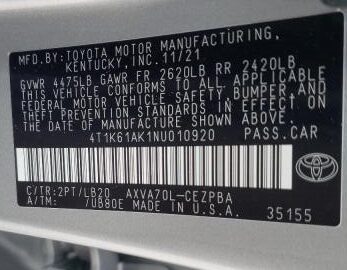 MFD.BY:TOYOTA MOTOR MANUFACTURING,
KENTUCKY,INC.11/21
GVWR 4475LB GAWR FR 2620LB RR 2420LB
THIS VEHICLE CONFORMS TO ALL APPLICABLE
FEDERAL MOTOR VEHICLE SAFETY,BUMPER,AND
THEFT PREVENTION STANDARDS IN EFFECT ON
THE DATE OF MANUFACTURE SHOWN ABOVE.
4T1K61AK1NU010920 PASS.CAR
C/TR:2PT/LB20 AXVA70L-CEZPBA
A/TM: /UB80E MADE IN U.S.A.
TOYOTA
35155